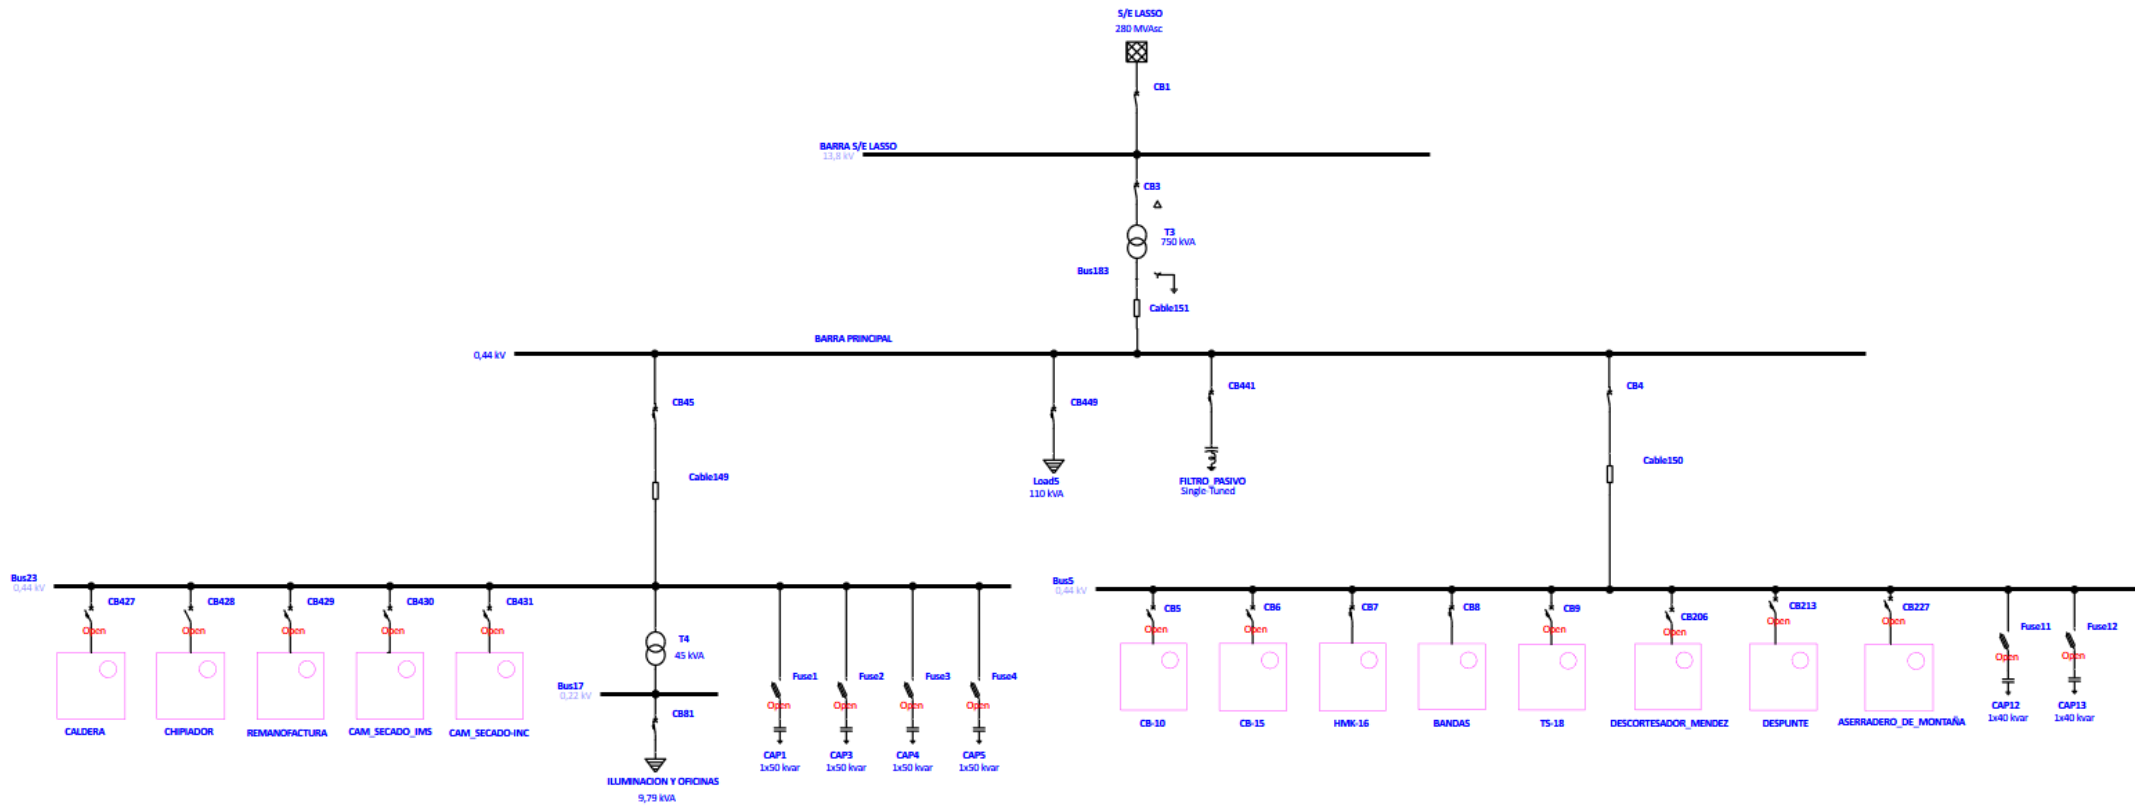 S/E LASSO
280 MVAsc
CB1
BARRA S/E LASSO
13,8 kV
CB3
T3
750 kVA
Bus183
Cable151
BARRA PRINCIPAL
0,44 kV
CB45
CB449
CB441
CB4
Cable149
Load5
110 kVA
FILTRO_PASIVO
Single-Tuned
Cable150
Bus23
0,44 kV
CB427
Open
CB428
Open
CB429
Open
CB430
Open
CB431
Open
CALDERA
CHIPIADOR
REMANOFACTURA
CAM_SECADO_IMS
CAM_SECADO-INC
T4
45 kVA
Bus17
0,22 kV
CB81
ILUMINACION Y OFICINAS
9,79 kVA
Fuse1
Open
Fuse2
Open
Fuse3
Open
Fuse4
Open
CAP1
1x50 kvar
CAP3
1x50 kvar
CAP4
1x50 kvar
CAP5
1x50 kvar
Bus5
0,44 kV
CB5
Open
CB6
Open
CB7
CB8
CB9
Open
CB206
Open
CB213
Open
CB227
Open
Fuse11
Open
Fuse12
Open
CB-10
CB-15
HMK-16
BANDAS
TS-18
DESCORTESADOR_MENDEZ
DESPUNTE
ASERRADERO_DE_MONTAÑA
CAP12
1x40 kvar
CAP13
1x40 kvar